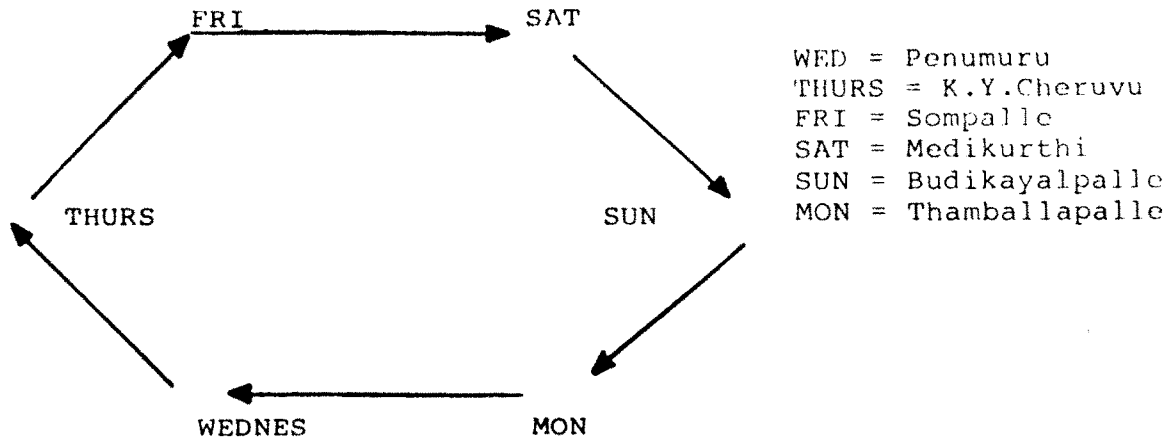 FRI
SAT
WED = Penumuru
THURS = K.Y.Cheruvu
FRI = Sompalle
SAT = Medikurthi
SUN = Budikayalpalle
MON = Thamballapalle
THURS
SUN
WEDNES
MON